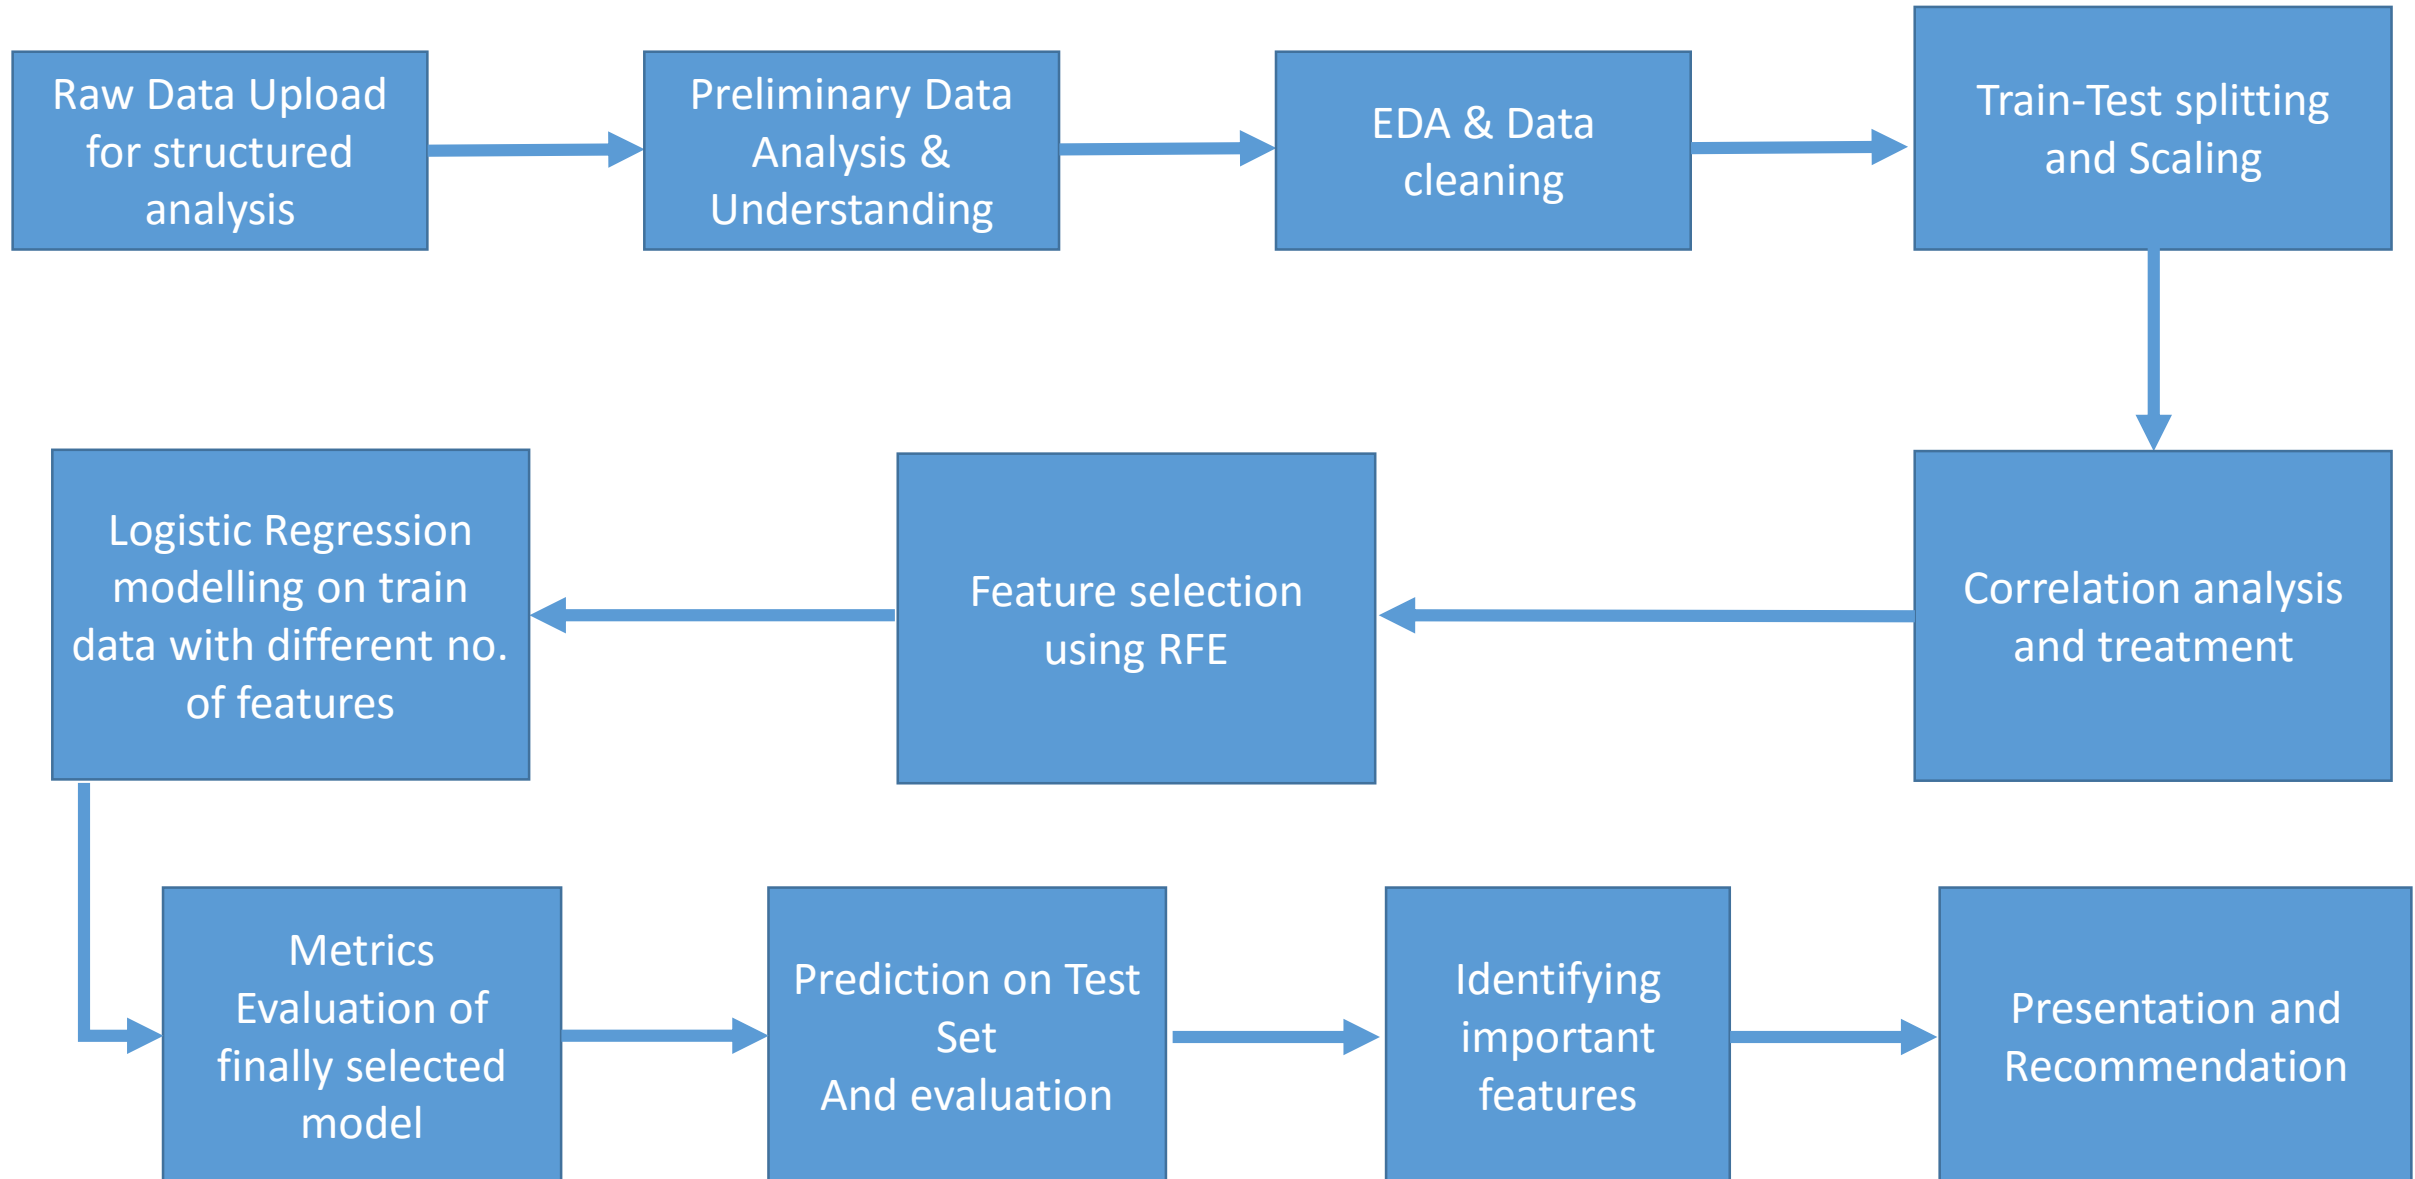 Raw Data Upload
for structured
analysis
Preliminary Data
Analysis &
Understanding
EDA & Data
cleaning
Train-Test splitting
and Scaling
Correlation analysis
and treatment
Feature selection
using RFE
Logistic Regression
modelling on train
data with different no.
of features
Metrics
Evaluation of
finally selected
model
Prediction on Test
Set
And evaluation
Identifying
important
features
Presentation and
Recommendation